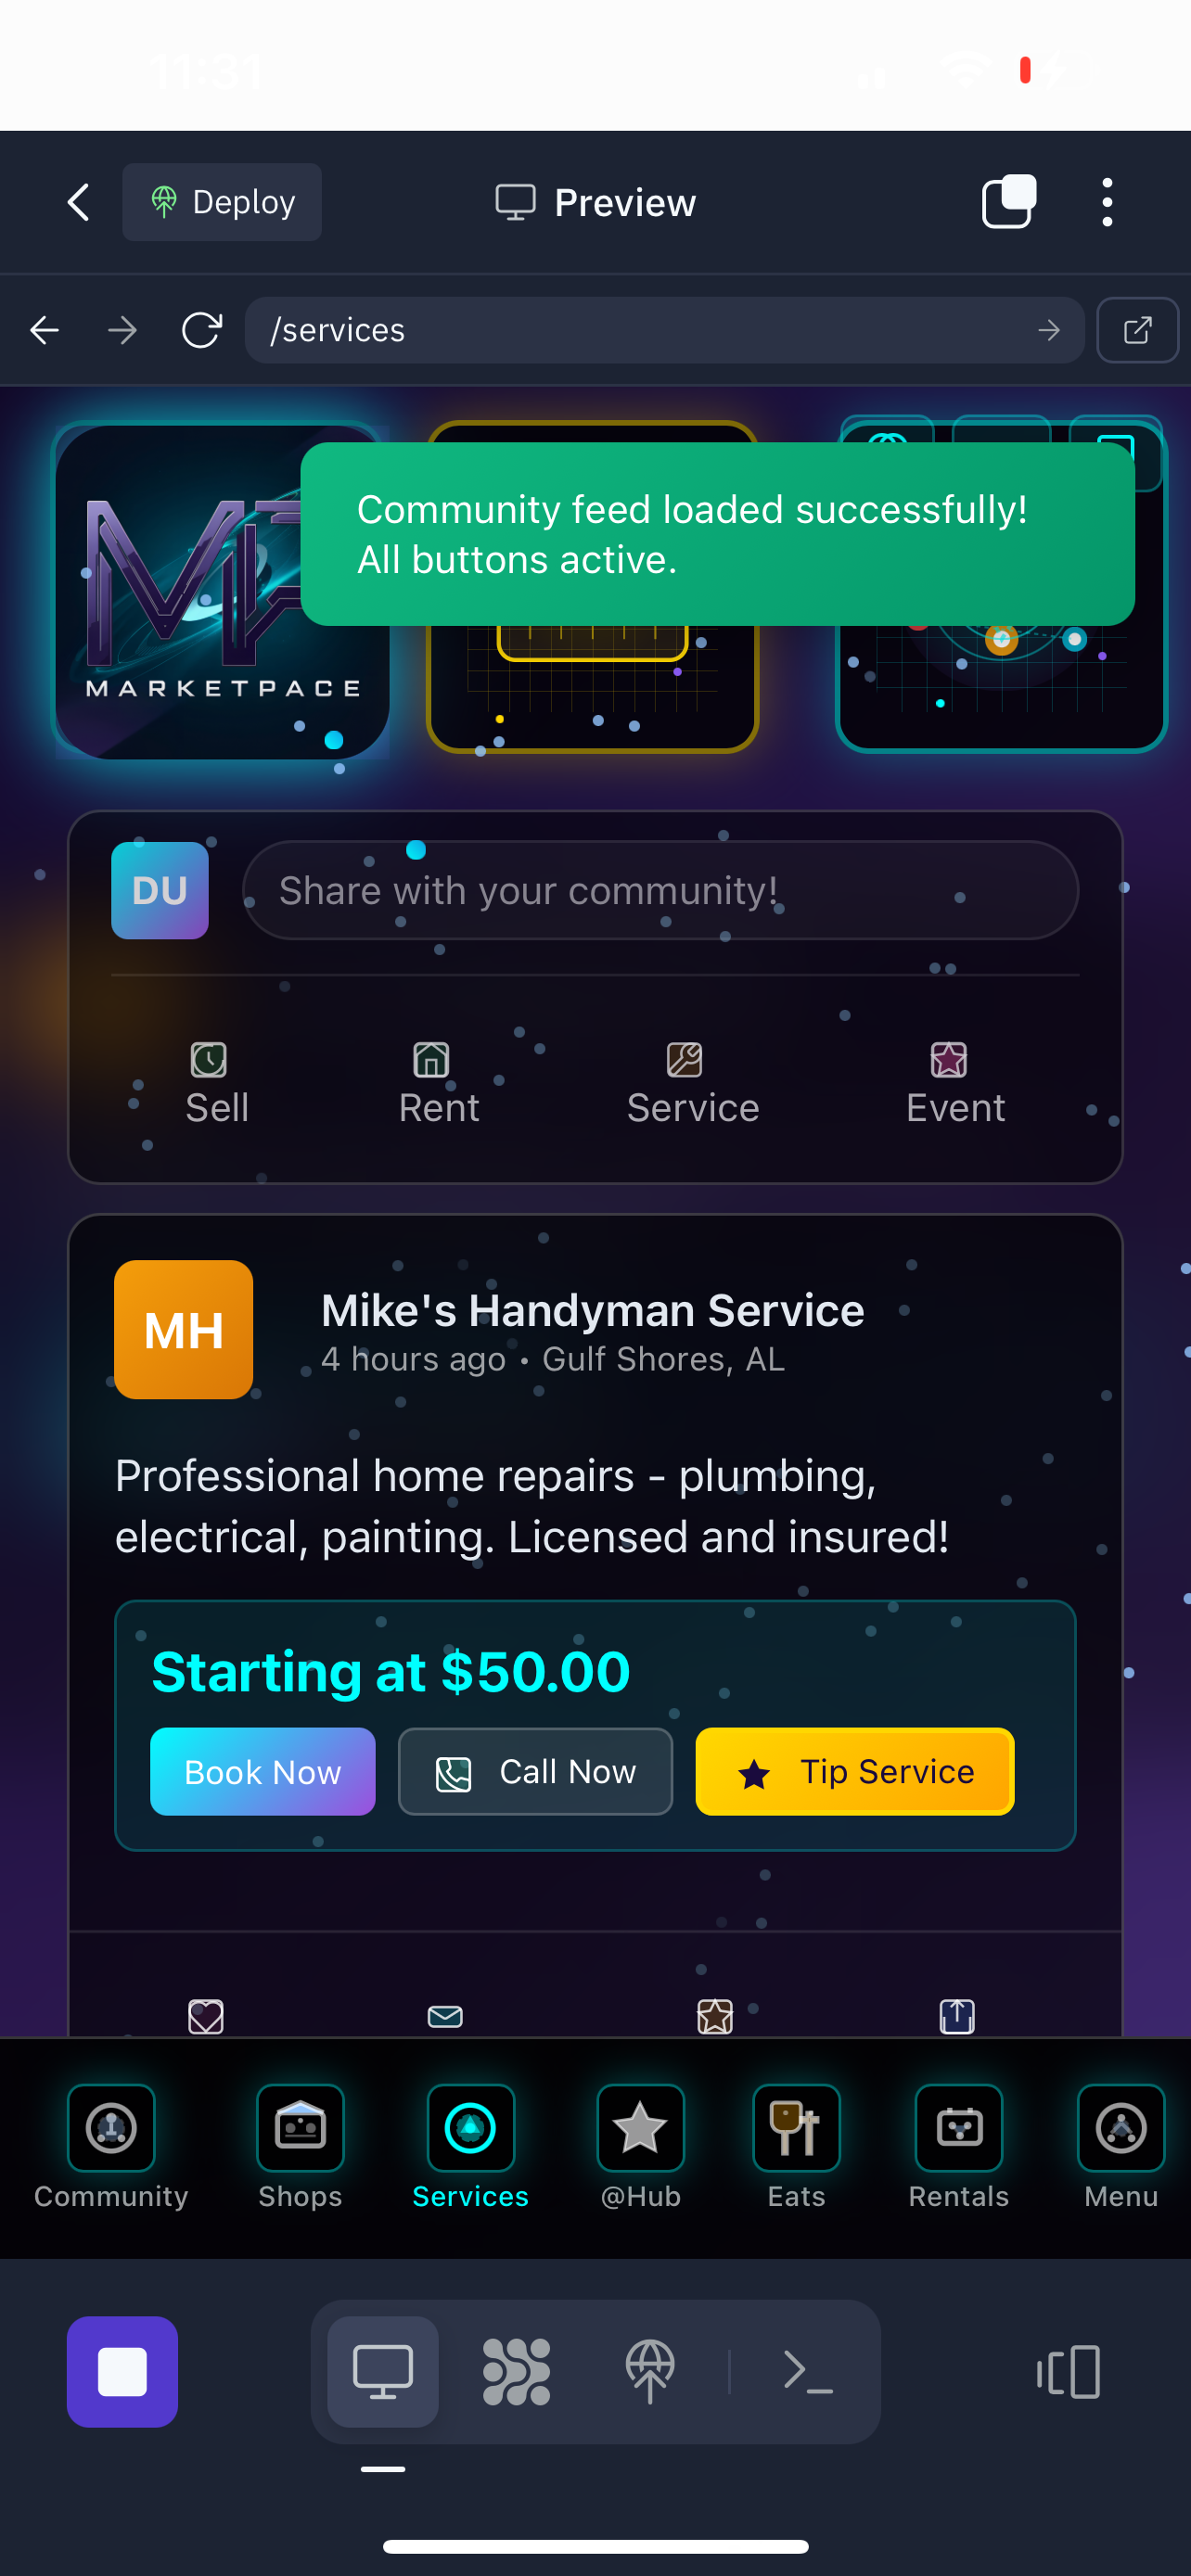 11:31
Deploy
Preview
/services
Community feed loaded successfully!
All buttons active.
MARKETPACE
DU
Share with your community!
Sell
Rent
Service
Event
MH
Mike's Handyman Service
4 hours ago • Gulf Shores, AL
Professional home repairs - plumbing,
electrical, painting. Licensed and insured!
Starting at $50.00
Book Now
Call Now
Tip Service
Community
Shops
Services
@Hub
Eats
Rentals
Menu